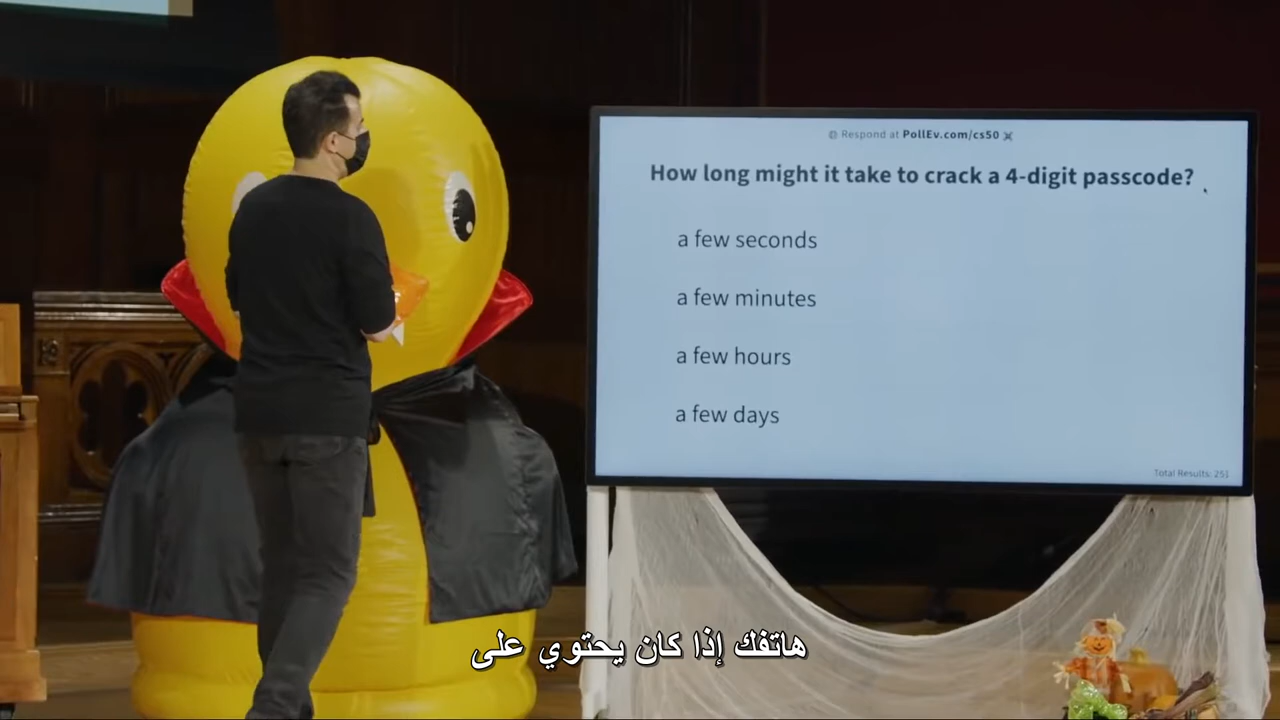 Respond at PollEv.com/cs50
How long might it take to crack a 4-digit passcode?
a few seconds
a few minutes
a few hours
a few days
Total Results: 251
هاتفك إذا كان يحتوي على